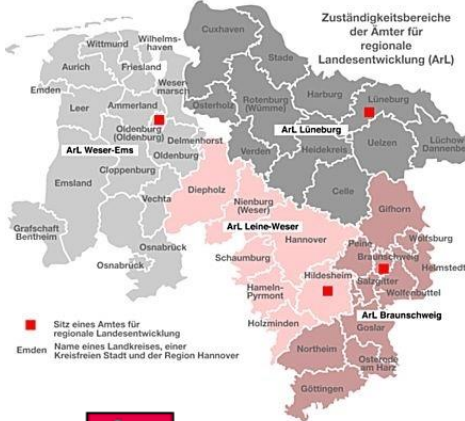 Zuständigkeitsbereiche
der Ämter für
regionale
Landesentwicklung (ArL)
Cuxhaven
Wilhelms-
haven
Wittmund
Stade
Aurich
Friesland
Weser-
marsch
Emden
Harburg
Lüneburg
Leer
Ammerland
Osterholz
Rotenburg
(Wümme)
Oldenburg
(Oldenburg)
ArL Lüneburg
Delmenhorst
Lüchow
Dannenberg
ArL Weser-Ems
Oldenburg
Verden
Heidekreis
Uelzen
Cloppenburg
Emsland
Diepholz
Celle
Vechta
Nienburg
(Weser)
Gifhorn
Grafschaft
Bentheim
ArL Leine-Weser
Hannover
Peine
Wolfsburg
Osnabrück
Braunschweig
Osnabrück
Schaumburg
Hildesheim
Helmstedt
Salzgitter
Hameln-
Pyrmont
Wolfenbüttel
ArL Braunschweig
Holzminden
Goslar
Northeim
Osterode
am Harz
Göttingen
Sitz eines Amtes für
regionale Landesentwicklung
Emden
Name eines Landkreises, einer
Kreisfreien Stadt und der Region Hannover